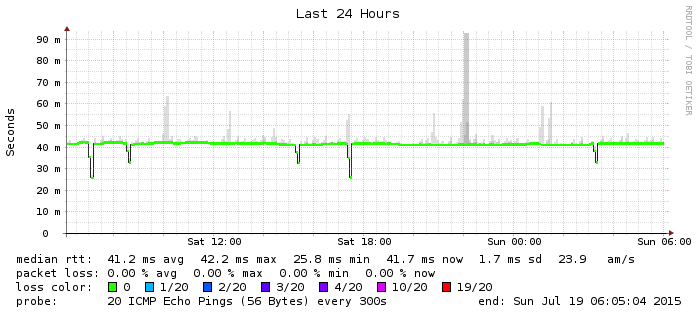 Last 24 Hours
RRDTOOL / TOBI OETIKER
Seconds
90 m
80 m
70 m
60 m
50 m
40 m
30 m
20 m
10 m
0
Sat 12:00 Sat 18:00 Sun 00:00 Sun 06:00
median rtt: 41.2 ms avg 42.2 ms max 25.8 ms min 41.7 ms now 1.7 ms sd 23.9 am/s
packet loss: 0.00 % avg 0.00 % max 0.00 % min 0.00 % now
loss color: 0 1/20 2/20 3/20 4/20 10/20 19/20
probe: 20 ICMP Echo Pings (56 Bytes) every 300s end: Sun Jul 19 06:05:04 2015